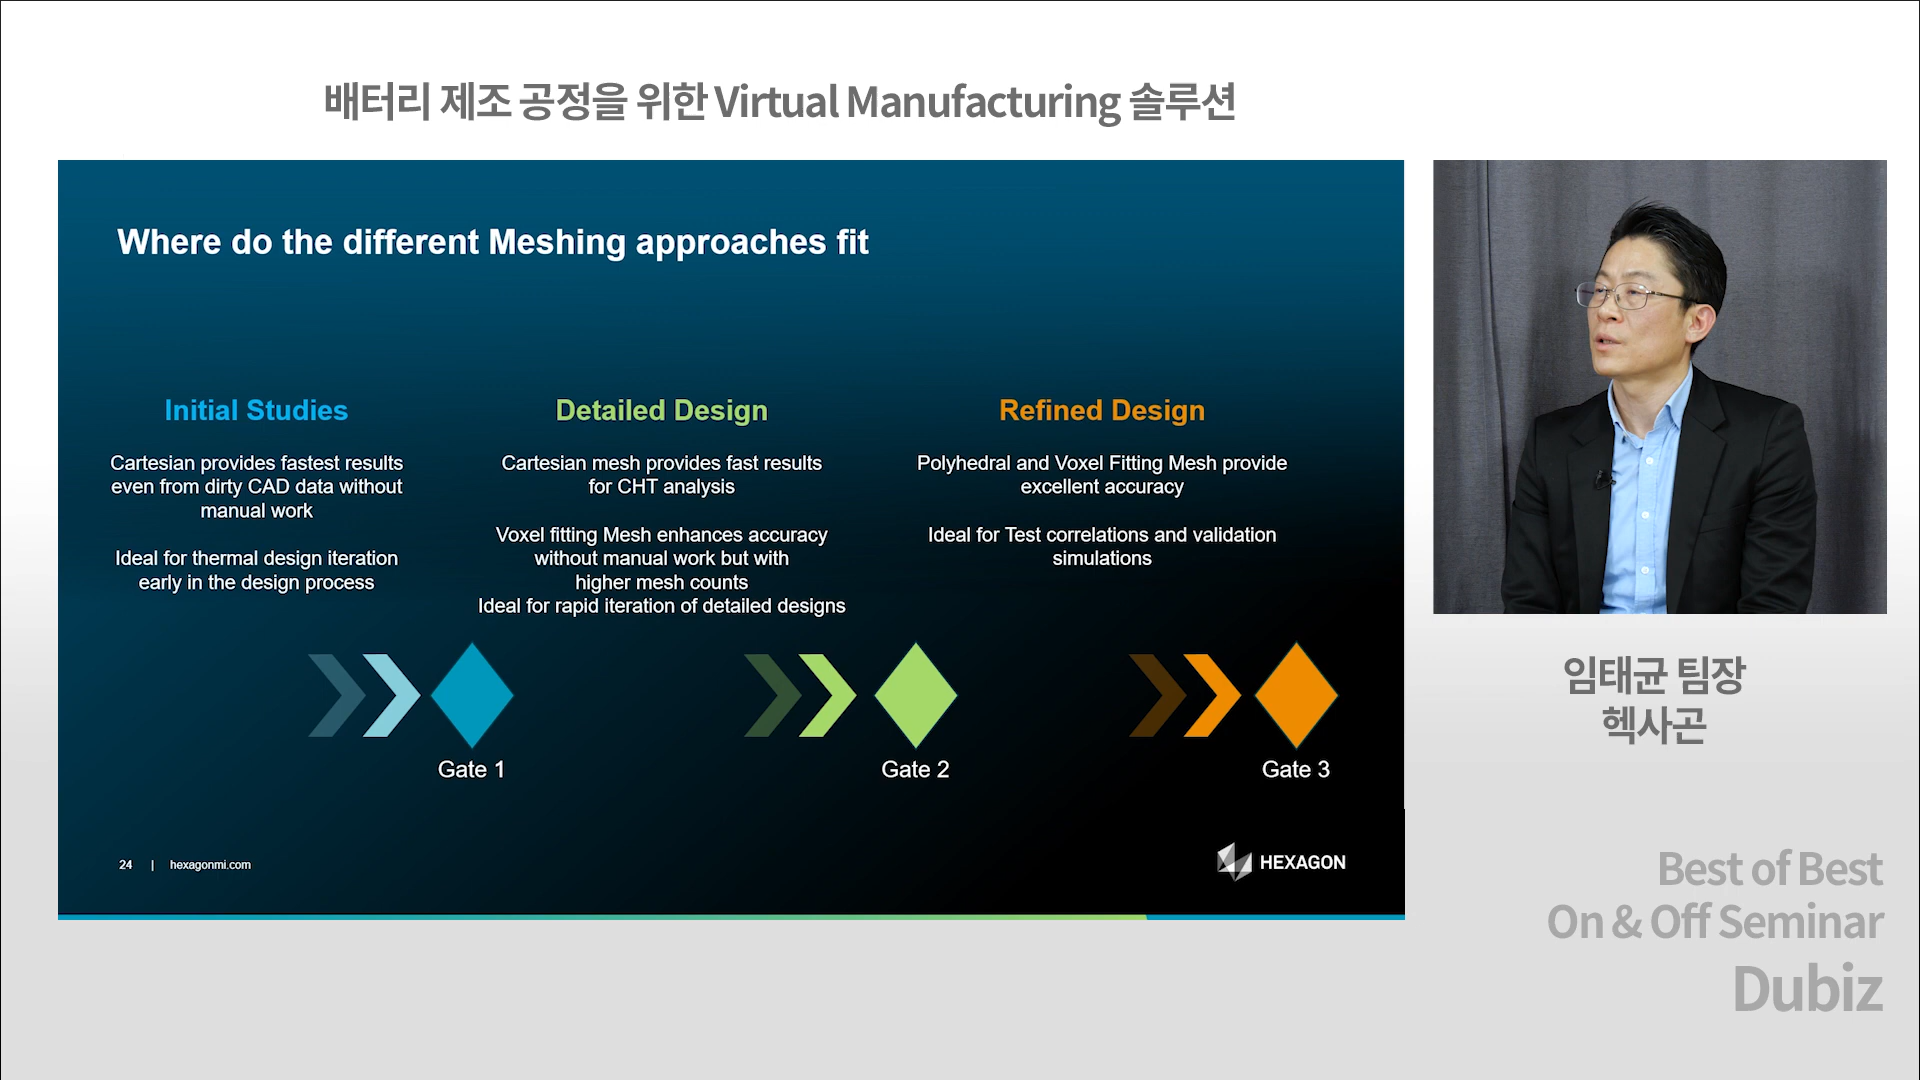 배터리 제조 공정을 위한 Virtual Manufacturing 솔루션
Where do the different Meshing approaches fit
Initial Studies
Cartesian provides fastest results
even from dirty CAD data without
manual work
Ideal for thermal design iteration
early in the design process
Detailed Design
Cartesian mesh provides fast results
for CHT analysis
Voxel fitting Mesh enhances accuracy
without manual work but with
higher mesh counts
Ideal for rapid iteration of detailed designs
Refined Design
Polyhedral and Voxel Fitting Mesh provide
excellent accuracy
Ideal for Test correlations and validation
simulations
Gate 1
Gate 2
Gate 3
24 | hexagonmi.com
HEXAGON
임태균 팀장
헥사곤
Best of Best
On & Off Seminar
Dubiz